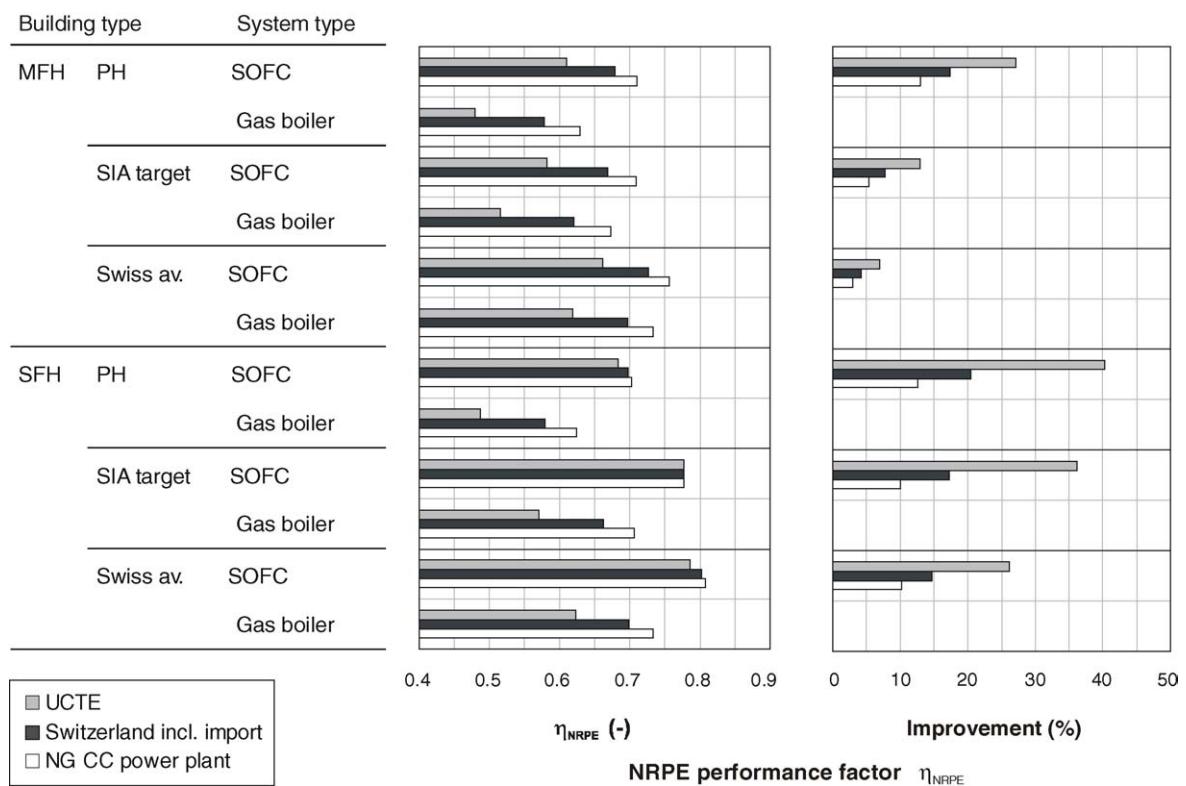 Building type System type
MFH PH SOFC
Gas boiler
SIA target SOFC
Gas boiler
Swiss av. SOFC
Gas boiler
SFH PH SOFC
Gas boiler
SIA target SOFC
Gas boiler
Swiss av. SOFC
Gas boiler
0.4 0.5 0.6 0.7 0.8 0.9 0 10 20 30 40 50
UCTE
Switzerland incl. import
NG CC power plant
ηNRPE (-) Improvement (%)
NRPE performance factor ηNRPE